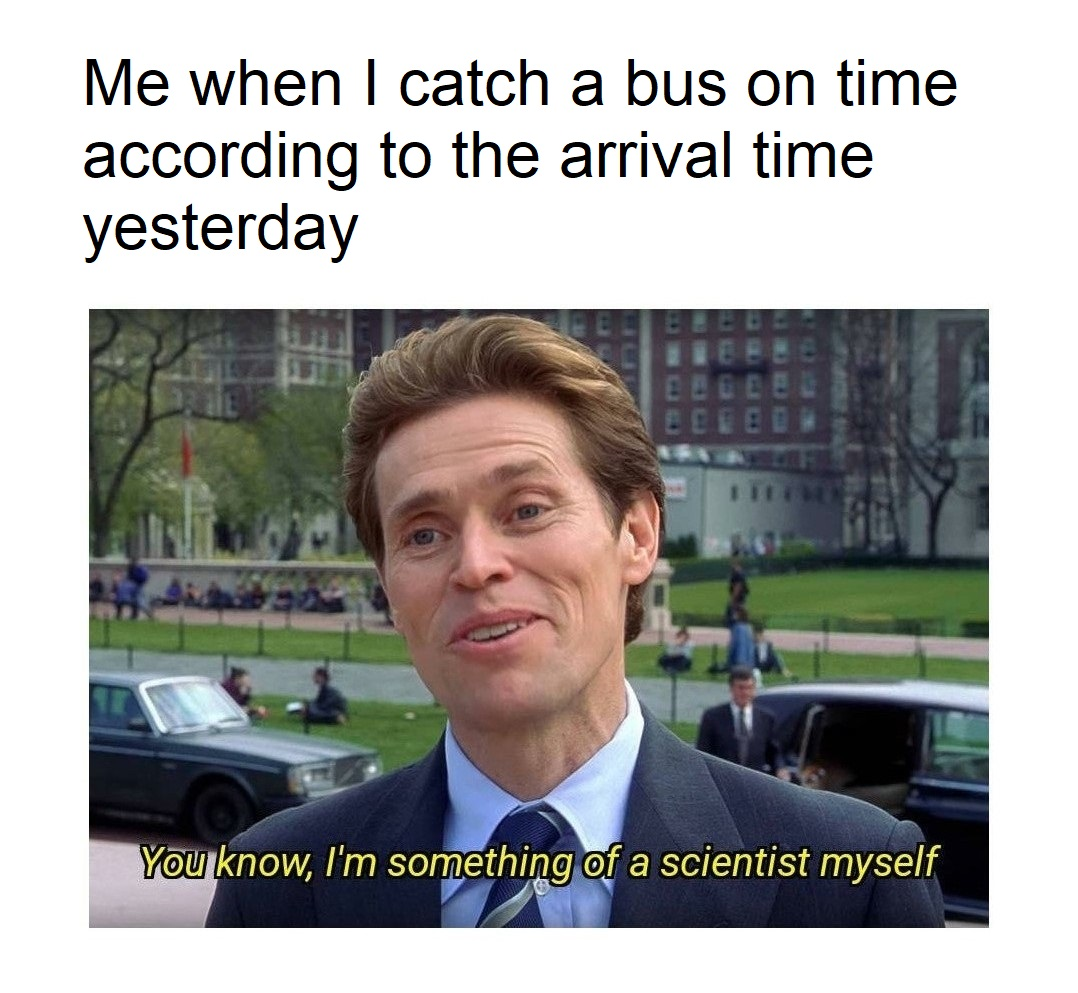 Me when I catch a bus on time
according to the arrival time
yesterday
You know, I'm something of a scientist myself